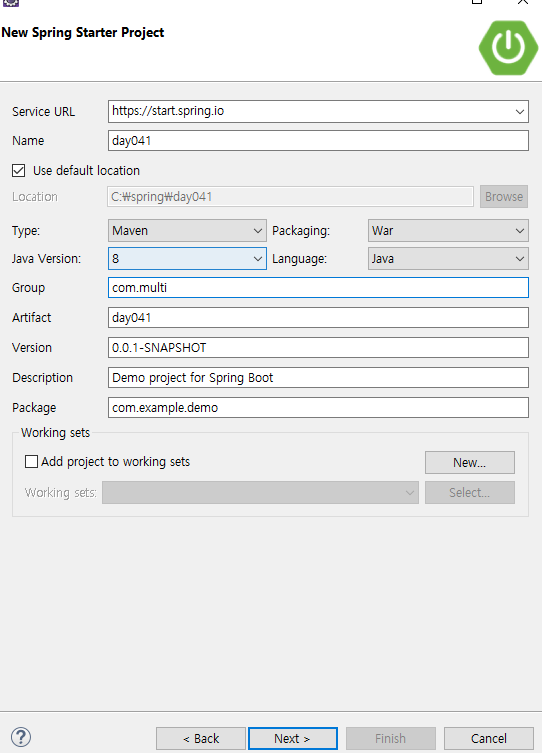 New Spring Starter Project
Service URL https://start.spring.io
Name day041
Use default location
Location C:₩spring₩day041 Browse
Type: Maven Packaging: War
Java Version: 8 Language: Java
Group com.multi
Artifact day041
Version 0.0.1-SNAPSHOT
Description Demo project for Spring Boot
Package com.example.demo
Working sets
Add project to working sets New...
Working sets: Select...
? < Back Next > Finish Cancel